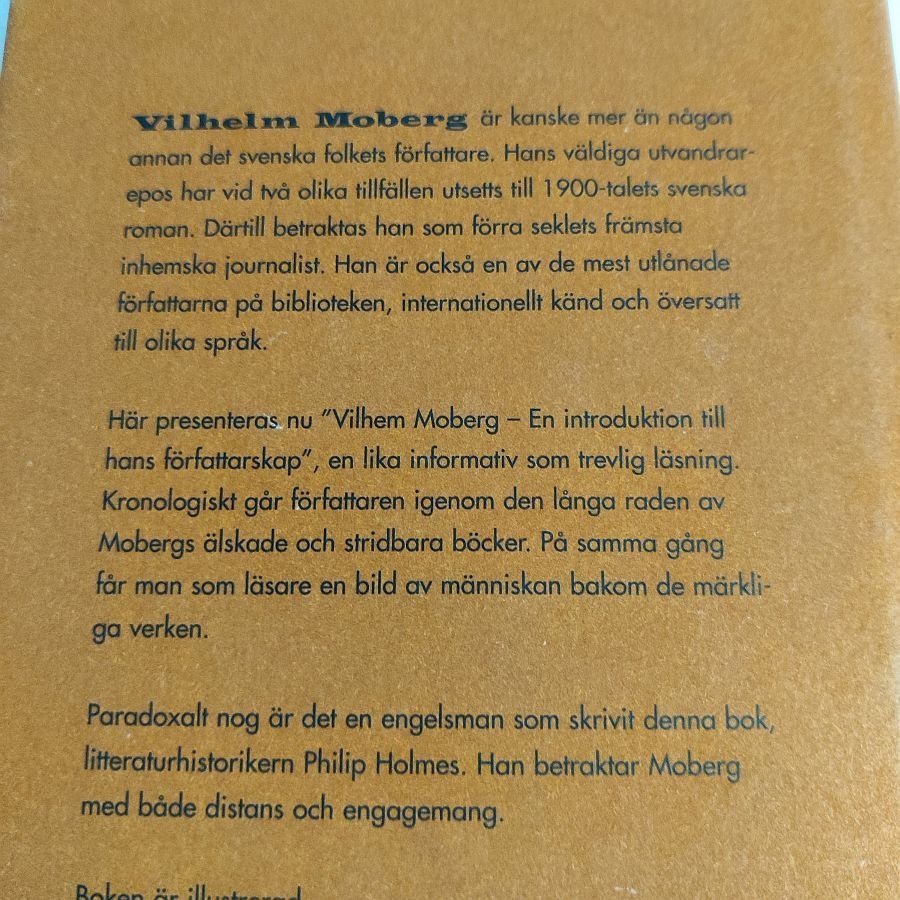 Vilhelm Moberg är kanske mer än någon
annan det svenska folkets författare. Hans väldiga utvandrar-
epos har vid två olika tillfällen utsetts till 1900-talets svenska
roman. Därtill betraktas han som förra seklets främsta
inhemska journalist. Han är också en av de mest utlånade
författarna på biblioteken, internationellt känd och översatt
till olika språk.
Här presenteras nu "Vilhem Moberg – En introduktion till
hans författarskap", en lika informativ som trevlig läsning.
Kronologiskt går författaren igenom den långa raden av
Mobergs älskade och stridbara böcker. På samma gång
får man som läsare en bild av människan bakom de märkli-
ga verken.
Paradoxalt nog är det en engelsman som skrivit denna bok,
litteraturhistorikern Philip Holmes. Han betraktar Moberg
med både distans och engagemang.
Boken är illustrerad